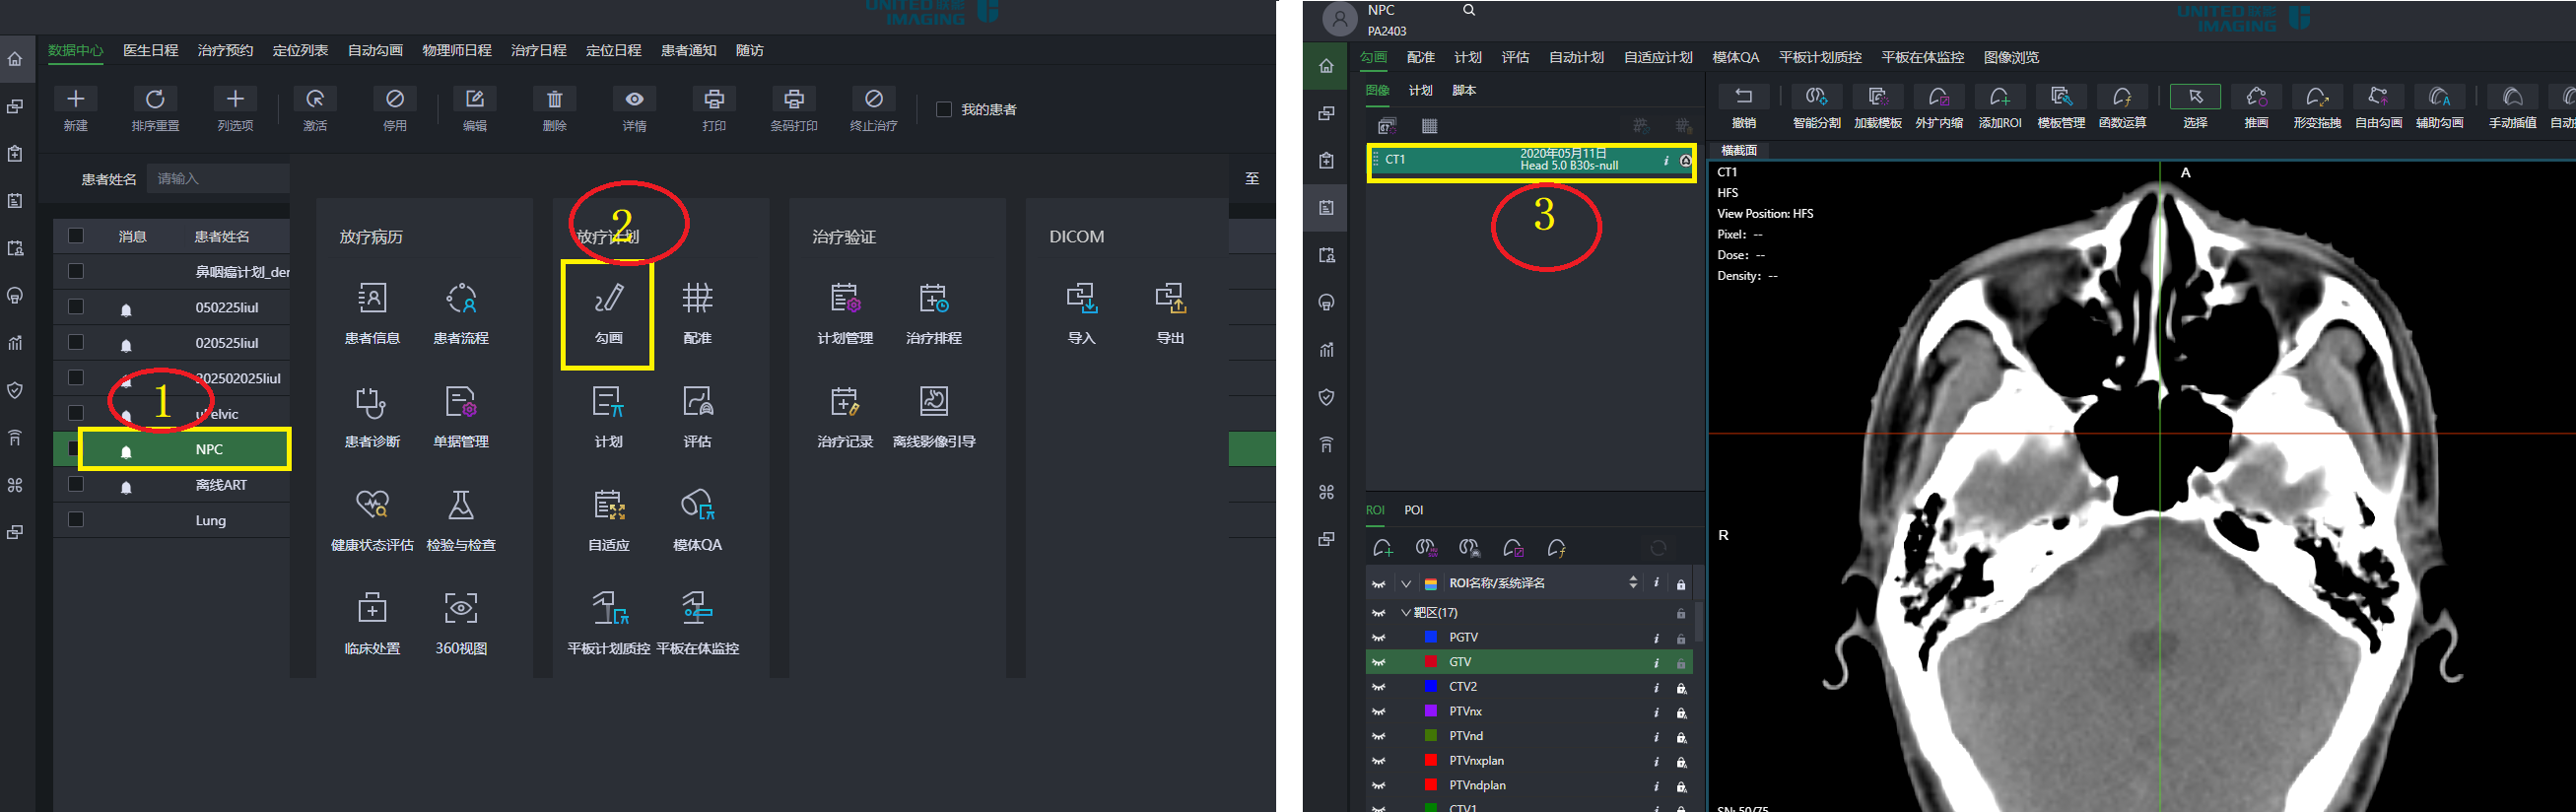 UNITED 联影
IMAGING
数据中心 医生日程 治疗预约 定位列表 自动勾画 物理师日程 治疗日程 定位日程 患者通知 随访
新建 排序重置 列选项 激活 停用 编辑 删除 详情 打印 条码打印 终止治疗 我的患者
患者姓名 请输入 至
消息 患者姓名
鼻咽癌计划_der
050225liul
020525liul
202502025liul
1
NPC
离线ART
Lung
放疗病历
患者信息 患者流程
患者诊断 单据管理
健康状态评估 检验与检查
临床处置 360视图
放疗计划
2
勾画 配准
计划 评估
自适应 模体QA
平板计划质控 平板在体监控
治疗验证
计划管理 治疗排程
治疗记录 离线影像引导
DICOM
导入 导出
NPC
PA2403
UNITED 联影
IMAGING
勾画 配准 计划 评估 自动计划 自适应计划 模体QA 平板计划质控 平板在体监控 图像浏览
图像 计划 脚本
撤销 智能分割 加载模板 外扩内缩 添加ROI 模板管理 函数运算 选择 推画 形变拖拽 自由勾画 辅助勾画 手动插值
CT1 2020年05月11日
Head 5.0 B30s-null
3
横截面
CT1
HFS
View Position: HFS
Pixel: --
Dose: --
Density: --
A
R
ROI POI
ROI名称/系统译名
靶区(17)
PGTV
GTV
CTV2
PTVnx
PTVnd
PTVnxplan
PTVndplan
CTV1
SN: 50/75